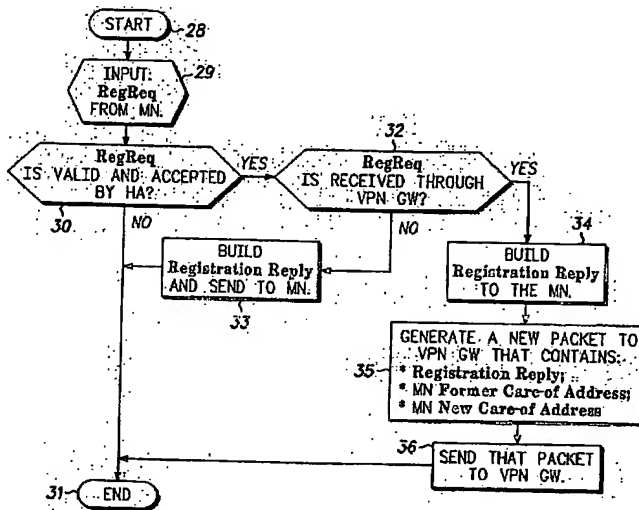 START
28
29
INPUT:
RegReq
FROM MN.
32
RegReq
IS VALID AND ACCEPTED
BY HA?
YES
RegReq
IS RECEIVED THROUGH
VPN GW?
YES
30
NO
NO
34
BUILD
Registration Reply
AND SEND TO MN.
33
BUILD
Registration Reply
TO THE MN.
35
GENERATE A NEW PACKET TO
VPN GW THAT CONTAINS:
* Registration Reply;
* MN Former Care-of Address;
* MN New Care-of Address
36
SEND THAT PACKET
TO VPN GW.
31
END